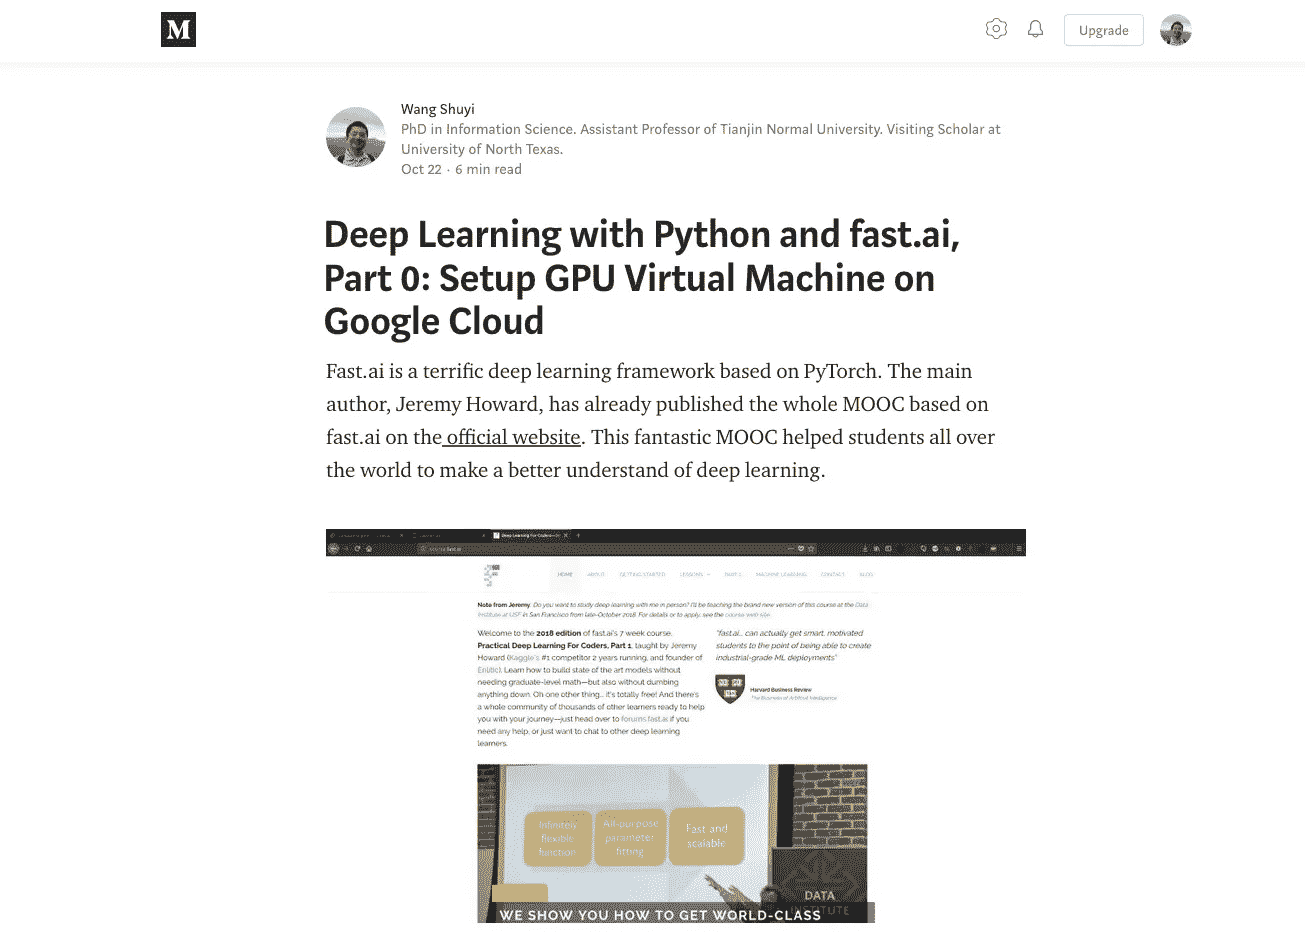 M
Upgrade
Wang Shuyi
PhD in Information Science. Assistant Professor of Tianjin Normal University. Visiting Scholar at
University of North Texas.
Oct 22 · 6 min read
Deep Learning with Python and fast.ai,
Part 0: Setup GPU Virtual Machine on
Google Cloud
Fast.ai is a terrific deep learning framework based on PyTorch. The main
author, Jeremy Howard, has already published the whole MOOC based on
fast.ai on the official website. This fantastic MOOC helped students all over
the world to make a better understand of deep learning.
Deep Learning For Coders
HOME ABOUT GETTING STARTED LESSONS PART 2 MACHINE LEARNING CONTACT BLOG
Note from Jeremy: Do you want to study deep learning with me in person? I'll be teaching the brand new version of this course at the Data
Institute at USF in San Francisco from late-October 2018. For details or to apply, see the course web site.
Welcome to the 2018 edition of fast.ai's 7 week course,
Practical Deep Learning For Coders, Part 1, taught by Jeremy
Howard (Kaggle's #1 competitor 2 years running, and founder of
Enlitic). Learn how to build state of the art models without
needing graduate-level math—but also without dumbing
anything down. Oh one other thing... it's totally free! And there's
a whole community of thousands of other learners ready to help
you with your journey—just head over to forums.fast.ai if you
need any help, or just want to chat to other deep learning
learners.
"fast.ai... can actually get smart, motivated
students to the point of being able to create
industrial-grade ML deployments"
Harvard Business Review
The Business of Artificial Intelligence
Infinitely
flexible
function
All-purpose
parameter
fitting
Fast and
scalable
DATA
INSTITUTE
WE SHOW YOU HOW TO GET WORLD-CLASS